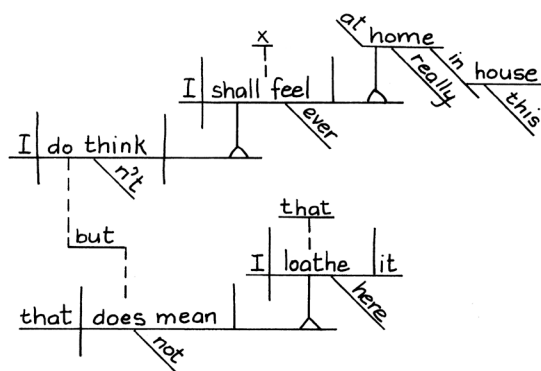 at home
really
in house
this
x
I shall feel
ever
I do think
n't
but
that
I loathe it
here
that does mean
not